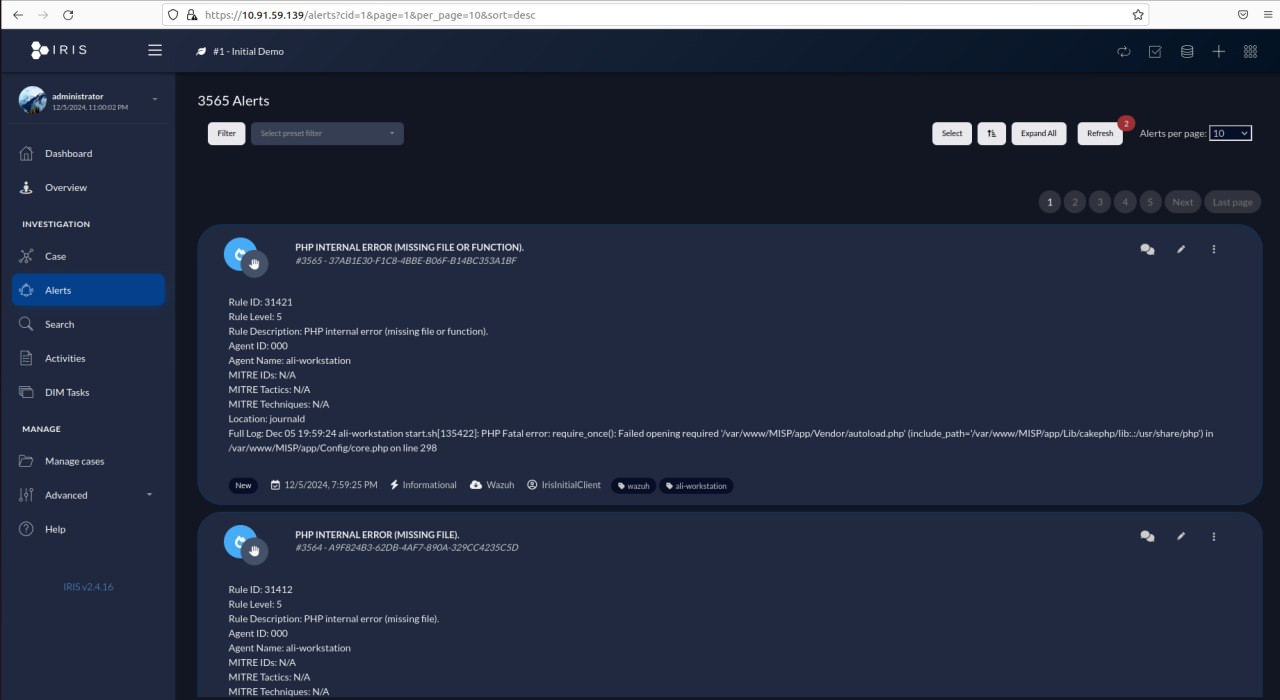 https://10.91.59.139/alerts?cid=1&page=1&per_page=10&sort=desc
IRIS
#1 - Initial Demo
administrator
12/5/2024, 11:00:02 PM
Dashboard
Overview
INVESTIGATION
Case
Alerts
Search
Activities
DIM Tasks
MANAGE
Manage cases
Advanced
Help
IRIS v2.4.16
3565 Alerts
Filter
Select preset filter
Select
Expand All
Refresh
2
Alerts per page: 10
1 2 3 4 5 Next Last page
PHP INTERNAL ERROR (MISSING FILE OR FUNCTION).
#3565 - 37AB1E30-F1C8-4BBE-B06F-B14BC353A1BF
Rule ID: 31421
Rule Level: 5
Rule Description: PHP internal error (missing file or function).
Agent ID: 000
Agent Name: ali-workstation
MITRE IDs: N/A
MITRE Tactics: N/A
MITRE Techniques: N/A
Location: journald
Full Log: Dec 05 19:59:24 ali-workstation start.sh[135422]: PHP Fatal error: require_once(): Failed opening required '/var/www/MISP/app/Vendor/autoload.php' (include_path='/var/www/MISP/app/Lib/cakephp/lib:.:/usr/share/php') in
/var/www/MISP/app/Config/core.php on line 298
New 12/5/2024, 7:59:25 PM Informational Wazuh IrisInitialClient wazuh ali-workstation
PHP INTERNAL ERROR (MISSING FILE).
#3564 - A9F824B3-62DB-4AF7-890A-329CC4235C5D
Rule ID: 31412
Rule Level: 5
Rule Description: PHP internal error (missing file).
Agent ID: 000
Agent Name: ali-workstation
MITRE IDs: N/A
MITRE Tactics: N/A
MITRE Techniques: N/A